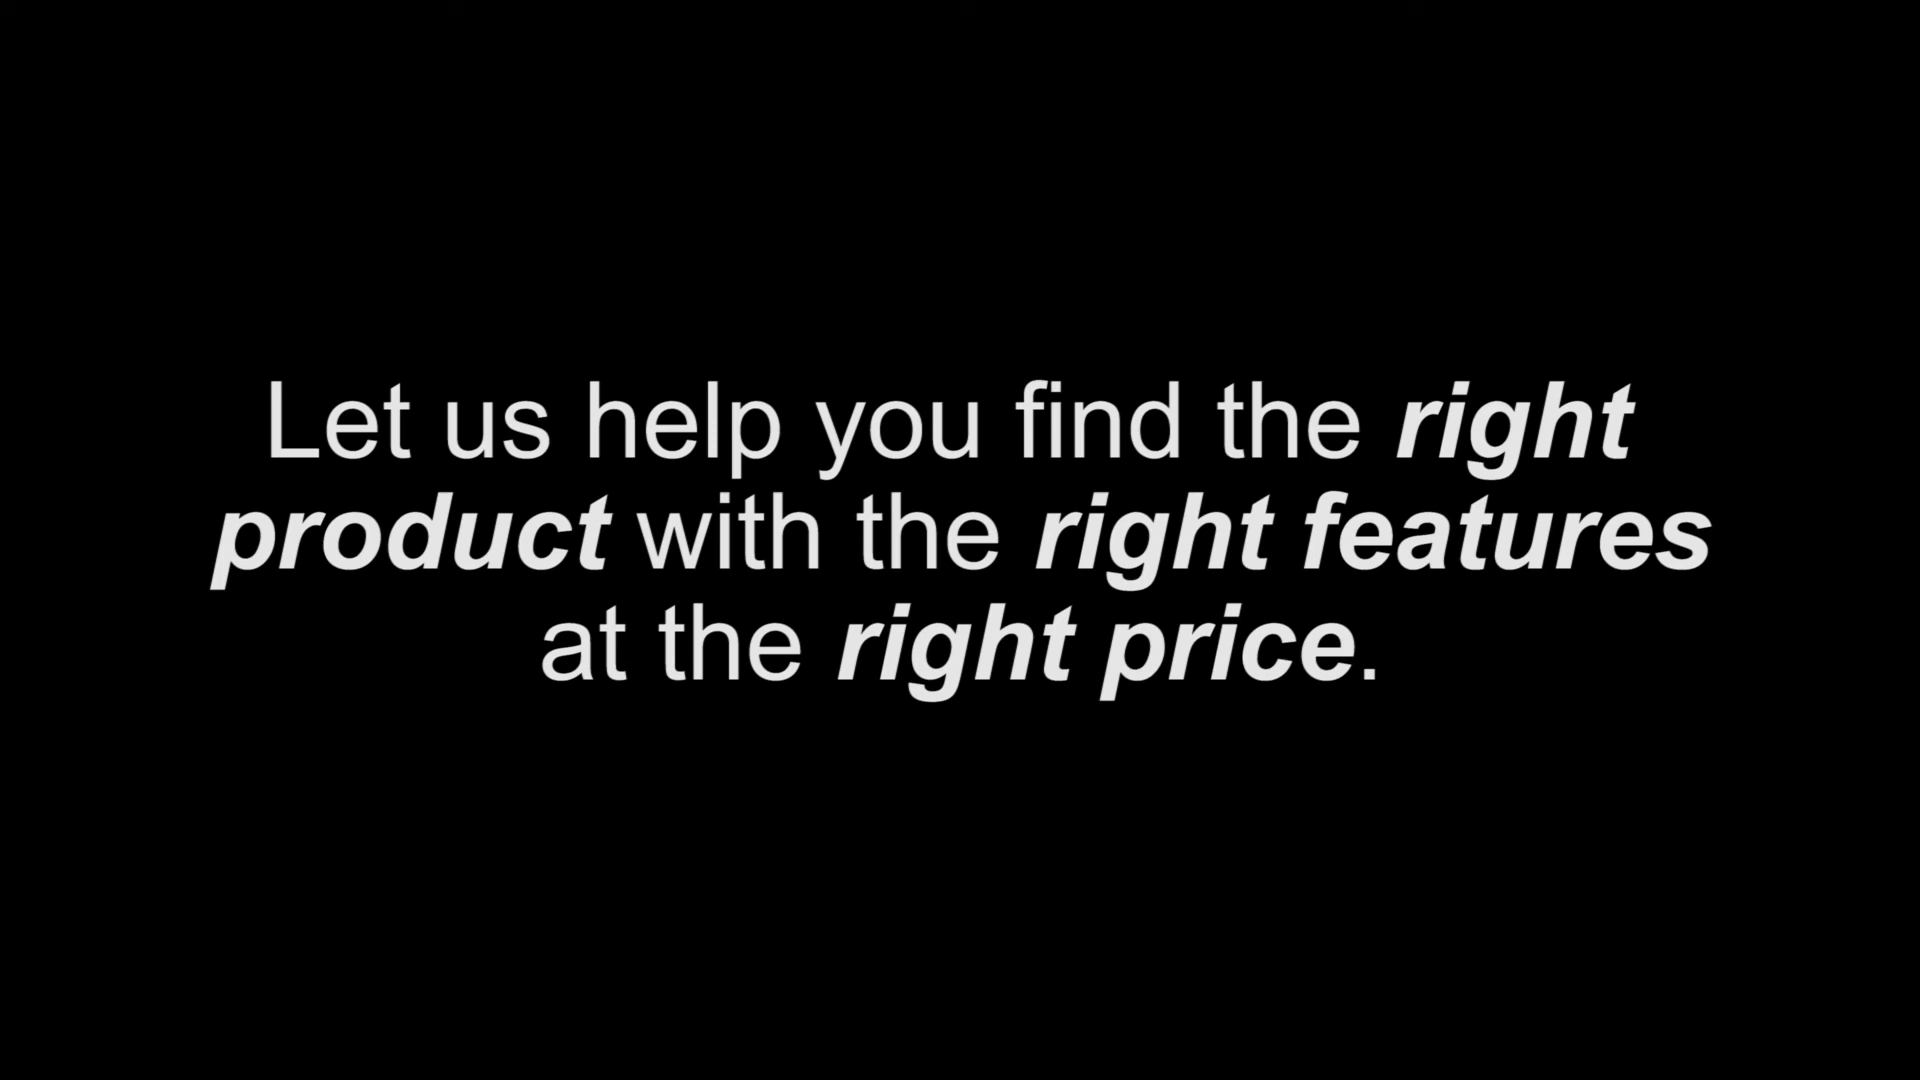 Let us help you find the right
product with the right features
at the right price.